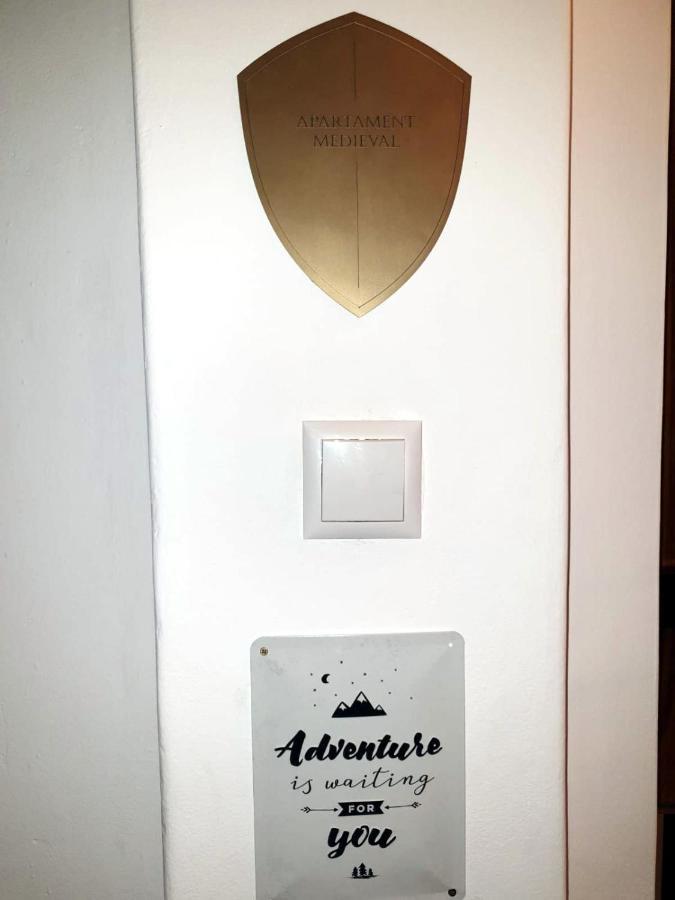 APARTAMENT
MEDIEVAL
Adventure
is waiting
FOR
you